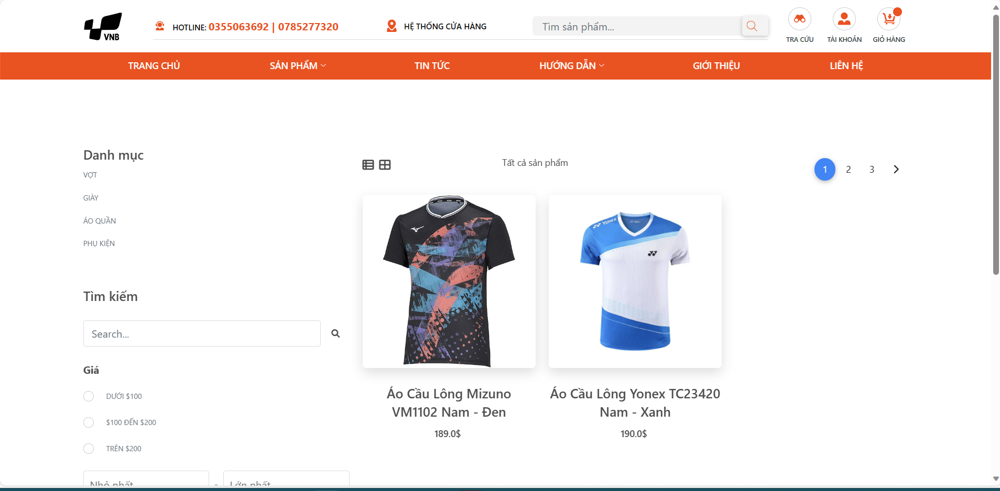 VNB
HOTLINE: 0355063692 | 0785277320
HỆ THỐNG CỬA HÀNG
Tìm sản phẩm...
TRA CỨU
TÀI KHOẢN
GIỎ HÀNG
TRANG CHỦ
SẢN PHẨM
TIN TỨC
HƯỚNG DẪN
GIỚI THIỆU
LIÊN HỆ
Danh mục
VỢT
GIÀY
ÁO QUẦN
PHỤ KIỆN
Tìm kiếm
Search...
Giá
DƯỚI $100
$100 ĐẾN $200
TRÊN $200
Nhỏ nhất
-
Lớn nhất
Tất cả sản phẩm
1 2 3
YONEX
Áo Cầu Lông Mizuno
VM1102 Nam - Đen
189.0$
Áo Cầu Lông Yonex TC23420
Nam - Xanh
190.0$